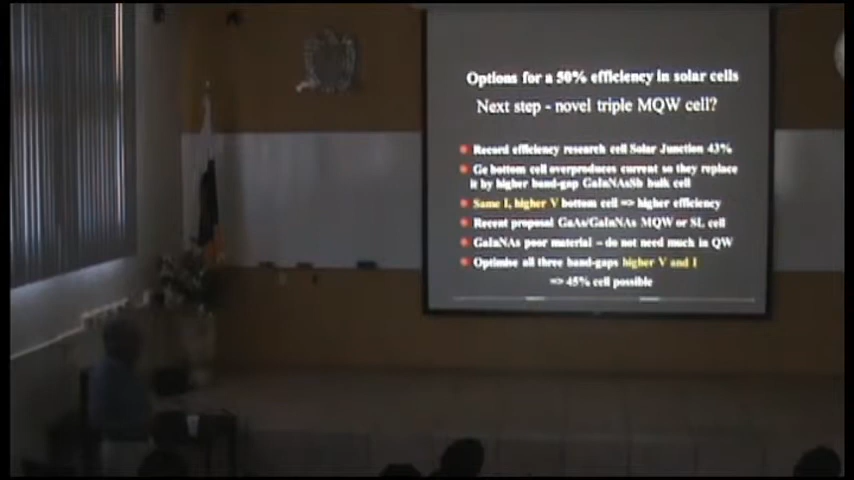 Options for a 50% efficiency in solar cells
Next step - novel triple MQW cell?
Record efficiency research cell Solar Junction 43%
Ge bottom cell overproduces current so they replace
it by higher band-gap GaInNAsSb bulk cell
Same I, higher V bottom cell => higher efficiency
Recent proposal GaAs/GaInNAs MQW or SL cell
GaInNAs poor material – do not need much in QW
Optimise all three band-gaps higher V and I
=> 45% cell possible